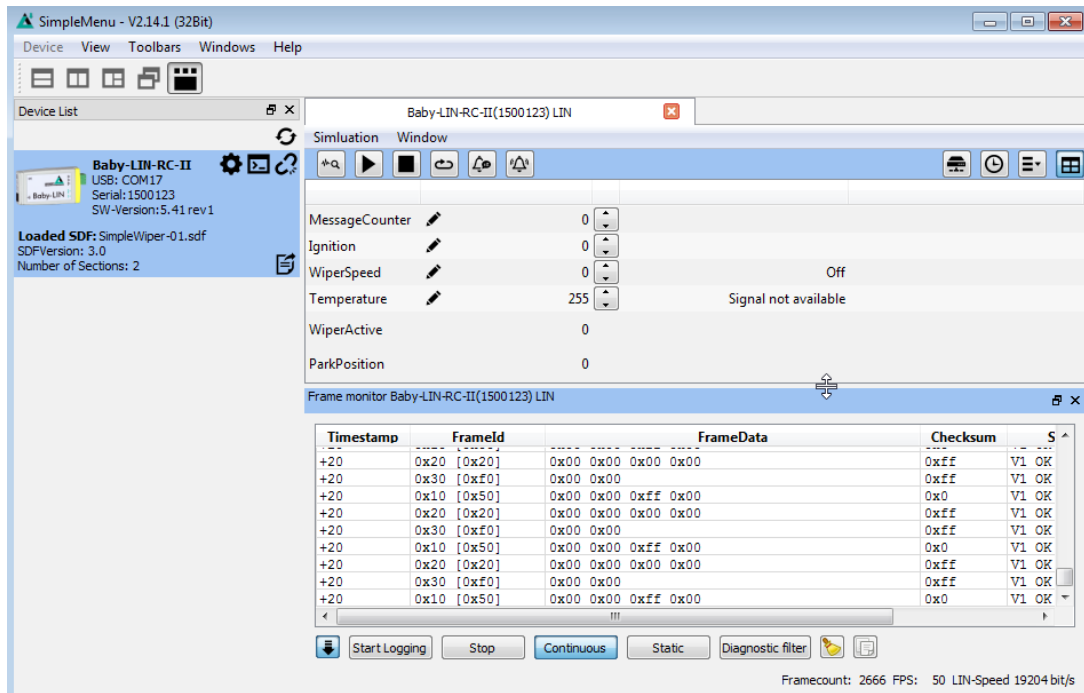 SimpleMenu - V2.14.1 (32Bit)
Device View Toolbars Windows Help
Device List
Baby-LIN-RC-II
USB: COM17
Serial:1500123
SW-Version:5.41 rev1
Baby-LIN
Loaded SDF: SimpleWiper-01.sdf
SDFVersion: 3.0
Number of Sections: 2
Baby-LIN-RC-II(1500123) LIN
Simluation Window
MessageCounter 0
Ignition 0
WiperSpeed 0 Off
Temperature 255 Signal not available
WiperActive 0
ParkPosition 0
Frame monitor Baby-LIN-RC-II(1500123) LIN
Timestamp FrameId FrameData Checksum S
+20 0x20 [0x20] 0x00 0x00 0x00 0x00 0xff V1 OK
+20 0x30 [0xf0] 0x00 0x00 0xff V1 OK
+20 0x10 [0x50] 0x00 0x00 0xff 0x00 0x0 V1 OK
+20 0x20 [0x20] 0x00 0x00 0x00 0x00 0xff V1 OK
+20 0x30 [0xf0] 0x00 0x00 0xff V1 OK
+20 0x10 [0x50] 0x00 0x00 0xff 0x00 0x0 V1 OK
+20 0x20 [0x20] 0x00 0x00 0x00 0x00 0xff V1 OK
+20 0x30 [0xf0] 0x00 0x00 0xff V1 OK
+20 0x10 [0x50] 0x00 0x00 0xff 0x00 0x0 V1 OK
Start Logging Stop Continuous Static Diagnostic filter
Framecount: 2666 FPS: 50 LIN-Speed 19204 bit/s